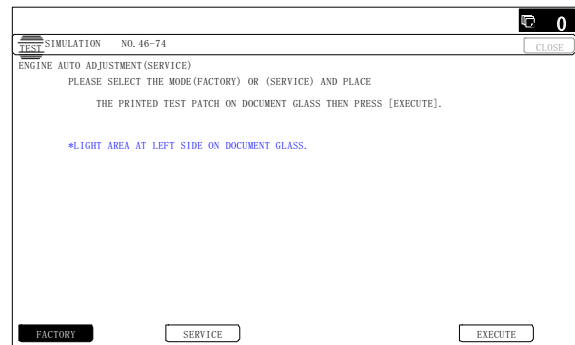 0
TEST SIMULATION NO. 46-74 CLOSE
ENGINE AUTO ADJUSTMENT(SERVICE)
PLEASE SELECT THE MODE(FACTORY) OR (SERVICE) AND PLACE
THE PRINTED TEST PATCH ON DOCUMENT GLASS THEN PRESS [EXECUTE].
*LIGHT AREA AT LEFT SIDE ON DOCUMENT GLASS.
FACTORY SERVICE EXECUTE